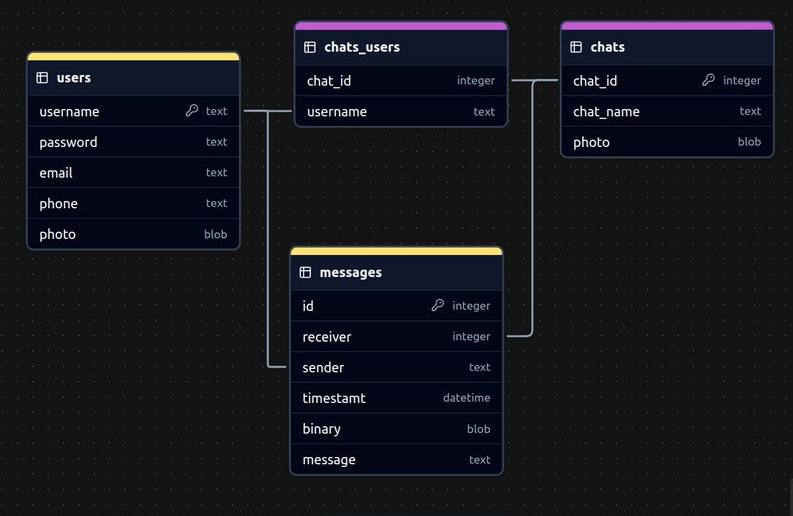 users
username text
password text
email text
phone text
photo blob
chats_users
chat_id integer
username text
chats
chat_id integer
chat_name text
photo blob
messages
id integer
receiver integer
sender text
timestamt datetime
binary blob
message text